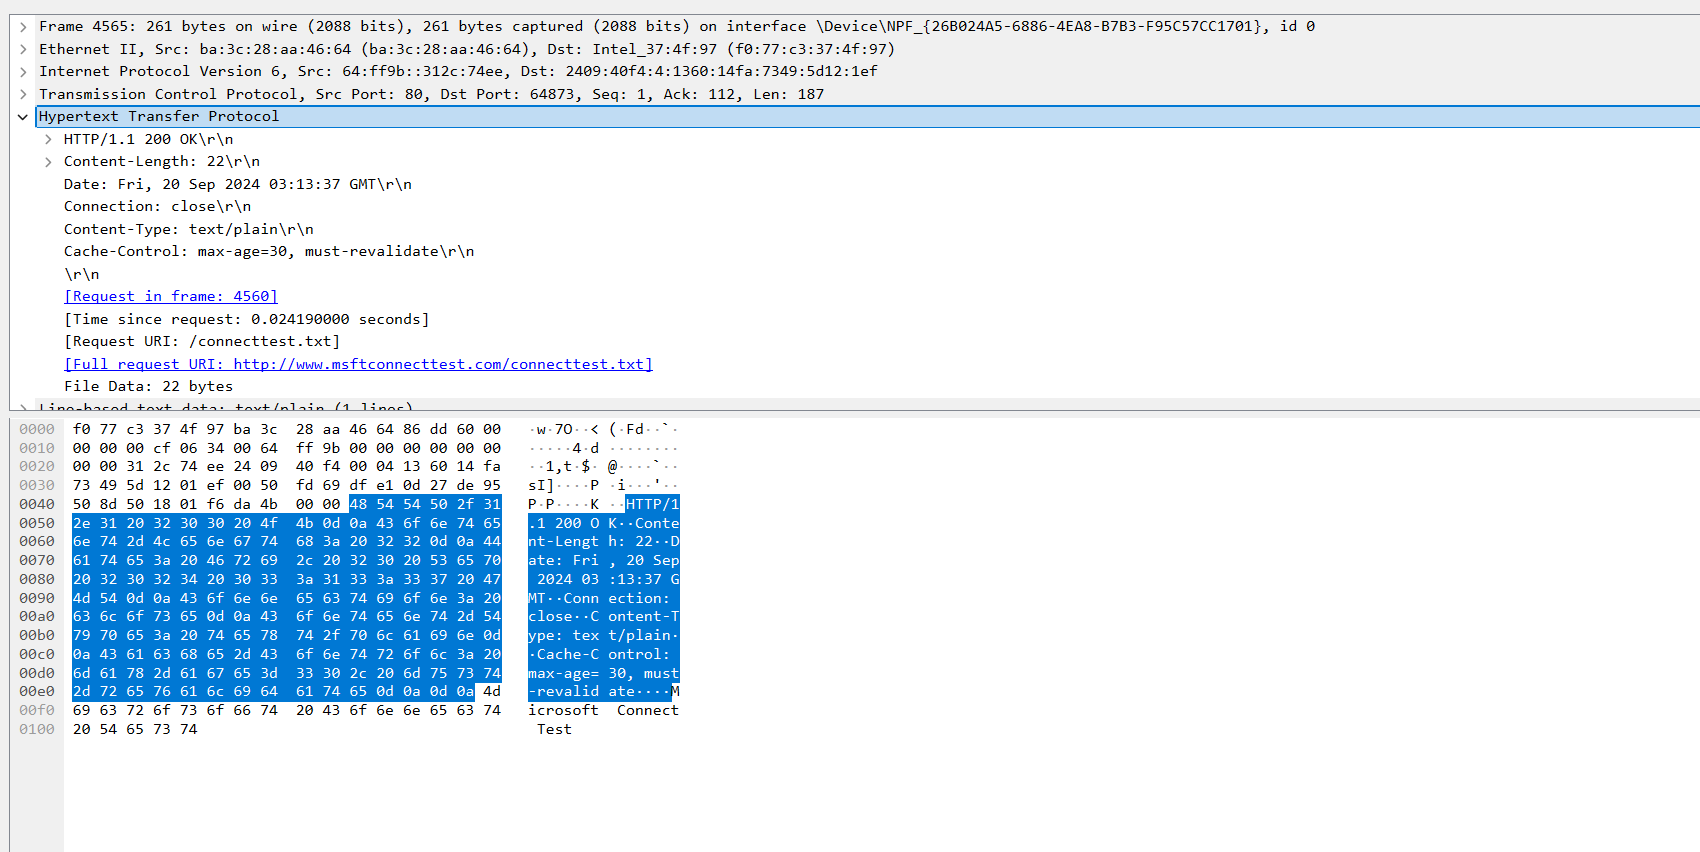 Frame 4565: 261 bytes on wire (2088 bits), 261 bytes captured (2088 bits) on interface \Device\NPF_{26B024A5-6886-4EA8-B7B3-F95C57CC1701}, id 0
Ethernet II, Src: ba:3c:28:aa:46:64 (ba:3c:28:aa:46:64), Dst: Intel_37:4f:97 (f0:77:c3:37:4f:97)
Internet Protocol Version 6, Src: 64:ff9b::312c:74ee, Dst: 2409:40f4:4:1360:14fa:7349:5d12:1ef
Transmission Control Protocol, Src Port: 80, Dst Port: 64873, Seq: 1, Ack: 112, Len: 187
Hypertext Transfer Protocol
HTTP/1.1 200 OK\r\n
Content-Length: 22\r\n
Date: Fri, 20 Sep 2024 03:13:37 GMT\r\n
Connection: close\r\n
Content-Type: text/plain\r\n
Cache-Control: max-age=30, must-revalidate\r\n
\r\n
[Request in frame: 4560]
[Time since request: 0.024190000 seconds]
[Request URI: /connecttest.txt]
[Full request URI: http://www.msftconnecttest.com/connecttest.txt]
File Data: 22 bytes
Line-based text data: text/plain (1 lines)
0000 f0 77 c3 37 4f 97 ba 3c 28 aa 46 64 86 dd 60 00 ·w·7O··< (·Fd··`·
0010 00 00 00 cf 06 34 00 64 ff 9b 00 00 00 00 00 00 ·····4·d ········
0020 00 00 31 2c 74 ee 24 09 40 f4 00 04 13 60 14 fa ··1,t·$· @····`··
0030 73 49 5d 12 01 ef 00 50 fd 69 df e1 0d 27 de 95 sI]····P ·i···'··
0040 50 8d 50 18 01 f6 da 4b 00 00 48 54 54 50 2f 31 P·P····K ··HTTP/1
0050 2e 31 20 32 30 30 20 4f 4b 0d 0a 43 6f 6e 74 65 .1 200 O K··Conte
0060 6e 74 2d 4c 65 6e 67 74 68 3a 20 32 32 0d 0a 44 nt-Lengt h: 22··D
0070 61 74 65 3a 20 46 72 69 2c 20 32 30 20 53 65 70 ate: Fri , 20 Sep
0080 20 32 30 32 34 20 30 33 3a 31 33 3a 33 37 20 47 2024 03 :13:37 G
0090 4d 54 0d 0a 43 6f 6e 6e 65 63 74 69 6f 6e 3a 20 MT··Conn ection:
00a0 63 6c 6f 73 65 0d 0a 43 6f 6e 74 65 6e 74 2d 54 close··C ontent-T
00b0 79 70 65 3a 20 74 65 78 74 2f 70 6c 61 69 6e 0d ype: tex t/plain·
00c0 0a 43 61 63 68 65 2d 43 6f 6e 74 72 6f 6c 3a 20 ·Cache-C ontrol:
00d0 6d 61 78 2d 61 67 65 3d 33 30 2c 20 6d 75 73 74 max-age= 30, must
00e0 2d 72 65 76 61 6c 69 64 61 74 65 0d 0a 0d 0a 4d -revalid ate····M
00f0 69 63 72 6f 73 6f 66 74 20 43 6f 6e 6e 65 63 74 icrosoft Connect
0100 20 54 65 73 74 Test